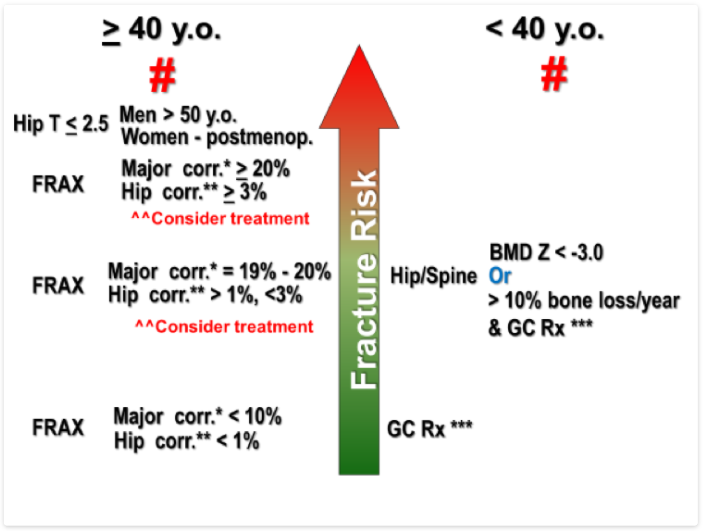 ≥ 40 y.o.
#
Hip T ≤ 2.5
Men > 50 y.o.
Women - postmenop.
FRAX
Major corr.* ≥ 20%
Hip corr.** ≥ 3%
^^Consider treatment
FRAX
Major corr.* = 19% - 20%
Hip corr.** > 1%, <3%
^^Consider treatment
FRAX
Major corr.* < 10%
Hip corr.** < 1%
Fracture Risk
< 40 y.o.
#
Hip/Spine
BMD Z < -3.0
Or
> 10% bone loss/year
& GC Rx ***
GC Rx ***